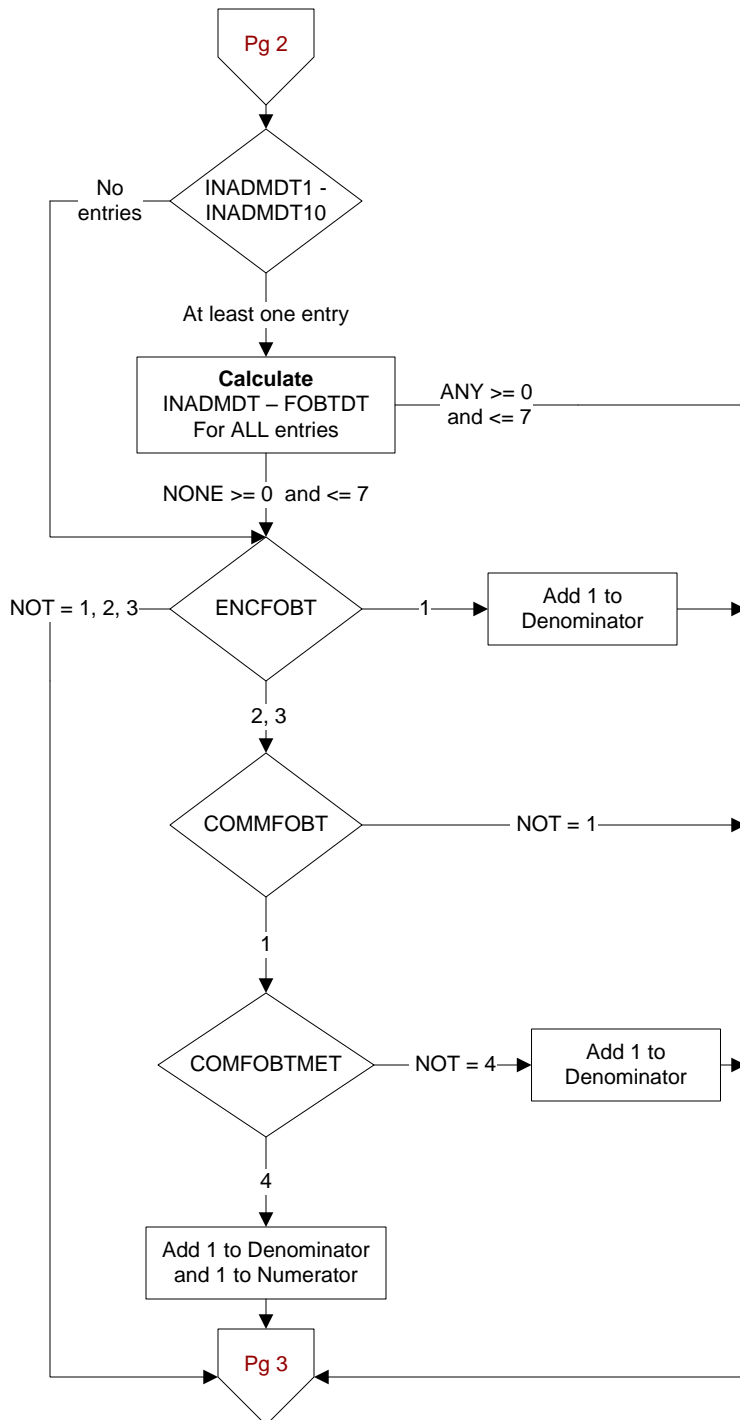 Pg 2
INADMDT1 -
INADMDT10
No
entries
At least one entry
Calculate
INADMDT – FOBTDT
For ALL entries
ANY >= 0
and <= 7
NONE >= 0 and <= 7
ENCFOBT
NOT = 1, 2, 3
1
Add 1 to
Denominator
2, 3
COMMFOBT
NOT = 1
1
COMFOBTMET
NOT = 4
Add 1 to
Denominator
4
Add 1 to Denominator
and 1 to Numerator
Pg 3